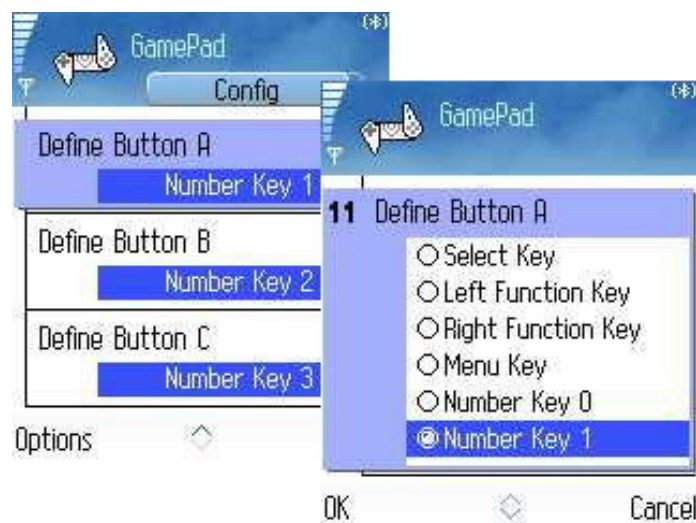 GamePad
Config
Define Button A
Number Key 1
Define Button B
Number Key 2
Define Button C
Number Key 3
Options
GamePad
11 Define Button A
Select Key
Left Function Key
Right Function Key
Menu Key
Number Key 0
Number Key 1
OK Cancel